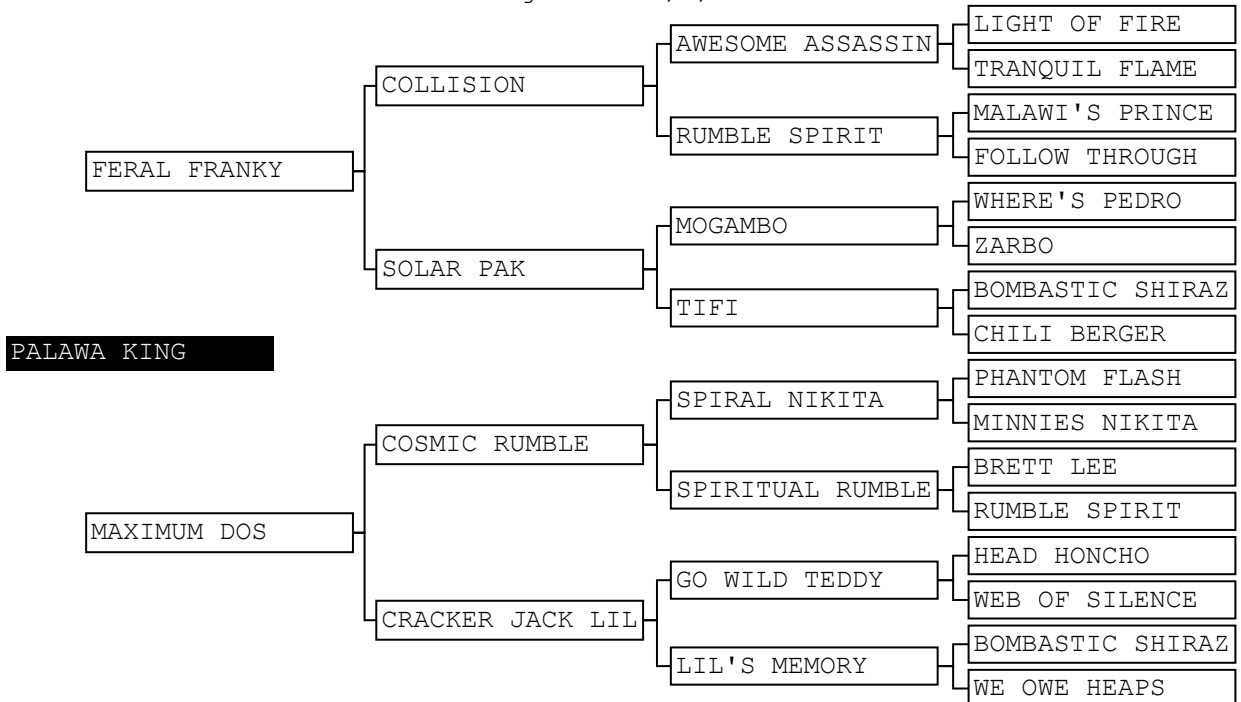 LIGHT OF FIRE
AWESOME ASSASSIN
TRANQUIL FLAME
COLLISION
MALAWI'S PRINCE
RUMBLE SPIRIT
FOLLOW THROUGH
FERAL FRANKY
WHERE'S PEDRO
MOGAMBO
ZARBO
SOLAR PAK
BOMBASTIC SHIRAZ
TIFI
CHILI BERGER
PALAWA KING
PHANTOM FLASH
SPIRAL NIKITA
MINNIES NIKITA
COSMIC RUMBLE
BRETT LEE
SPIRITUAL RUMBLE
RUMBLE SPIRIT
MAXIMUM DOS
HEAD HONCHO
GO WILD TEDDY
WEB OF SILENCE
CRACKER JACK LIL
BOMBASTIC SHIRAZ
LIL'S MEMORY
WE OWE HEAPS